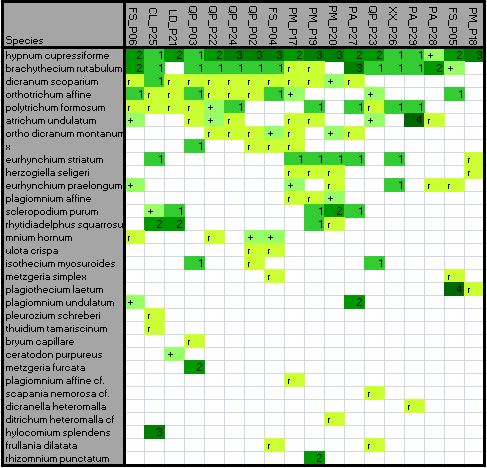 Species FS_P06 CL_P25 LD_P21 QP_P03 QP_P22 QP_P24 QP_P02 FS_P04 PM_P11 PM_P19 PM_P20 PA_P27 QP_P23 XX_P26 PA_P29 PA_P28 FS_P05 PM_P18
hypnum cupressiforme 2 1 2 1 2 3 3 3 3 3 3 2 2 1 1 + 2 3
brachythecium rutabulum 2 1 1 1 1 1 1 r r 3 1 1 1 2 +
dicranum scoparium r 1 r r r r r r r r + r
orthotrichum affine 1 r 1 r r r r + + 1
polytrichum formosum r r r r + 1 r 1 1 1
atrichum undulatum + r r + r r + 4 r
ortho dicranum montanum r r r + r + r
x 1 r r r
eurhynchium striatum 1 1 1 1 1 1 r
herzogiella seligeri r r r r
eurhynchium praelongum + + r 1 r r r
plagiomnium affine r r +
scleropodium purum + 1 1 1 2 1
rhytidiadelphus squarrosu 2 2 1 r
mnium hornum r r + +
ulota crispa r r
isothecium myosuroides 1 r r 1
metzgeria simplex r r
plagiothecium laetum 4 r
plagiomnium undulatum + 2
pleurozium schreberi r
thuidium tamariscinum r
bryum capillare r
ceratodon purpureus +
metzgeria furcata 2
plagiomnium affine cf. r
scapania nemorosa cf. r
dicranella heteromalla r
ditrichum heteromalla cf r
hylocomium splendens 3
frullania dilatata r r
rhizomnium punctatum 2